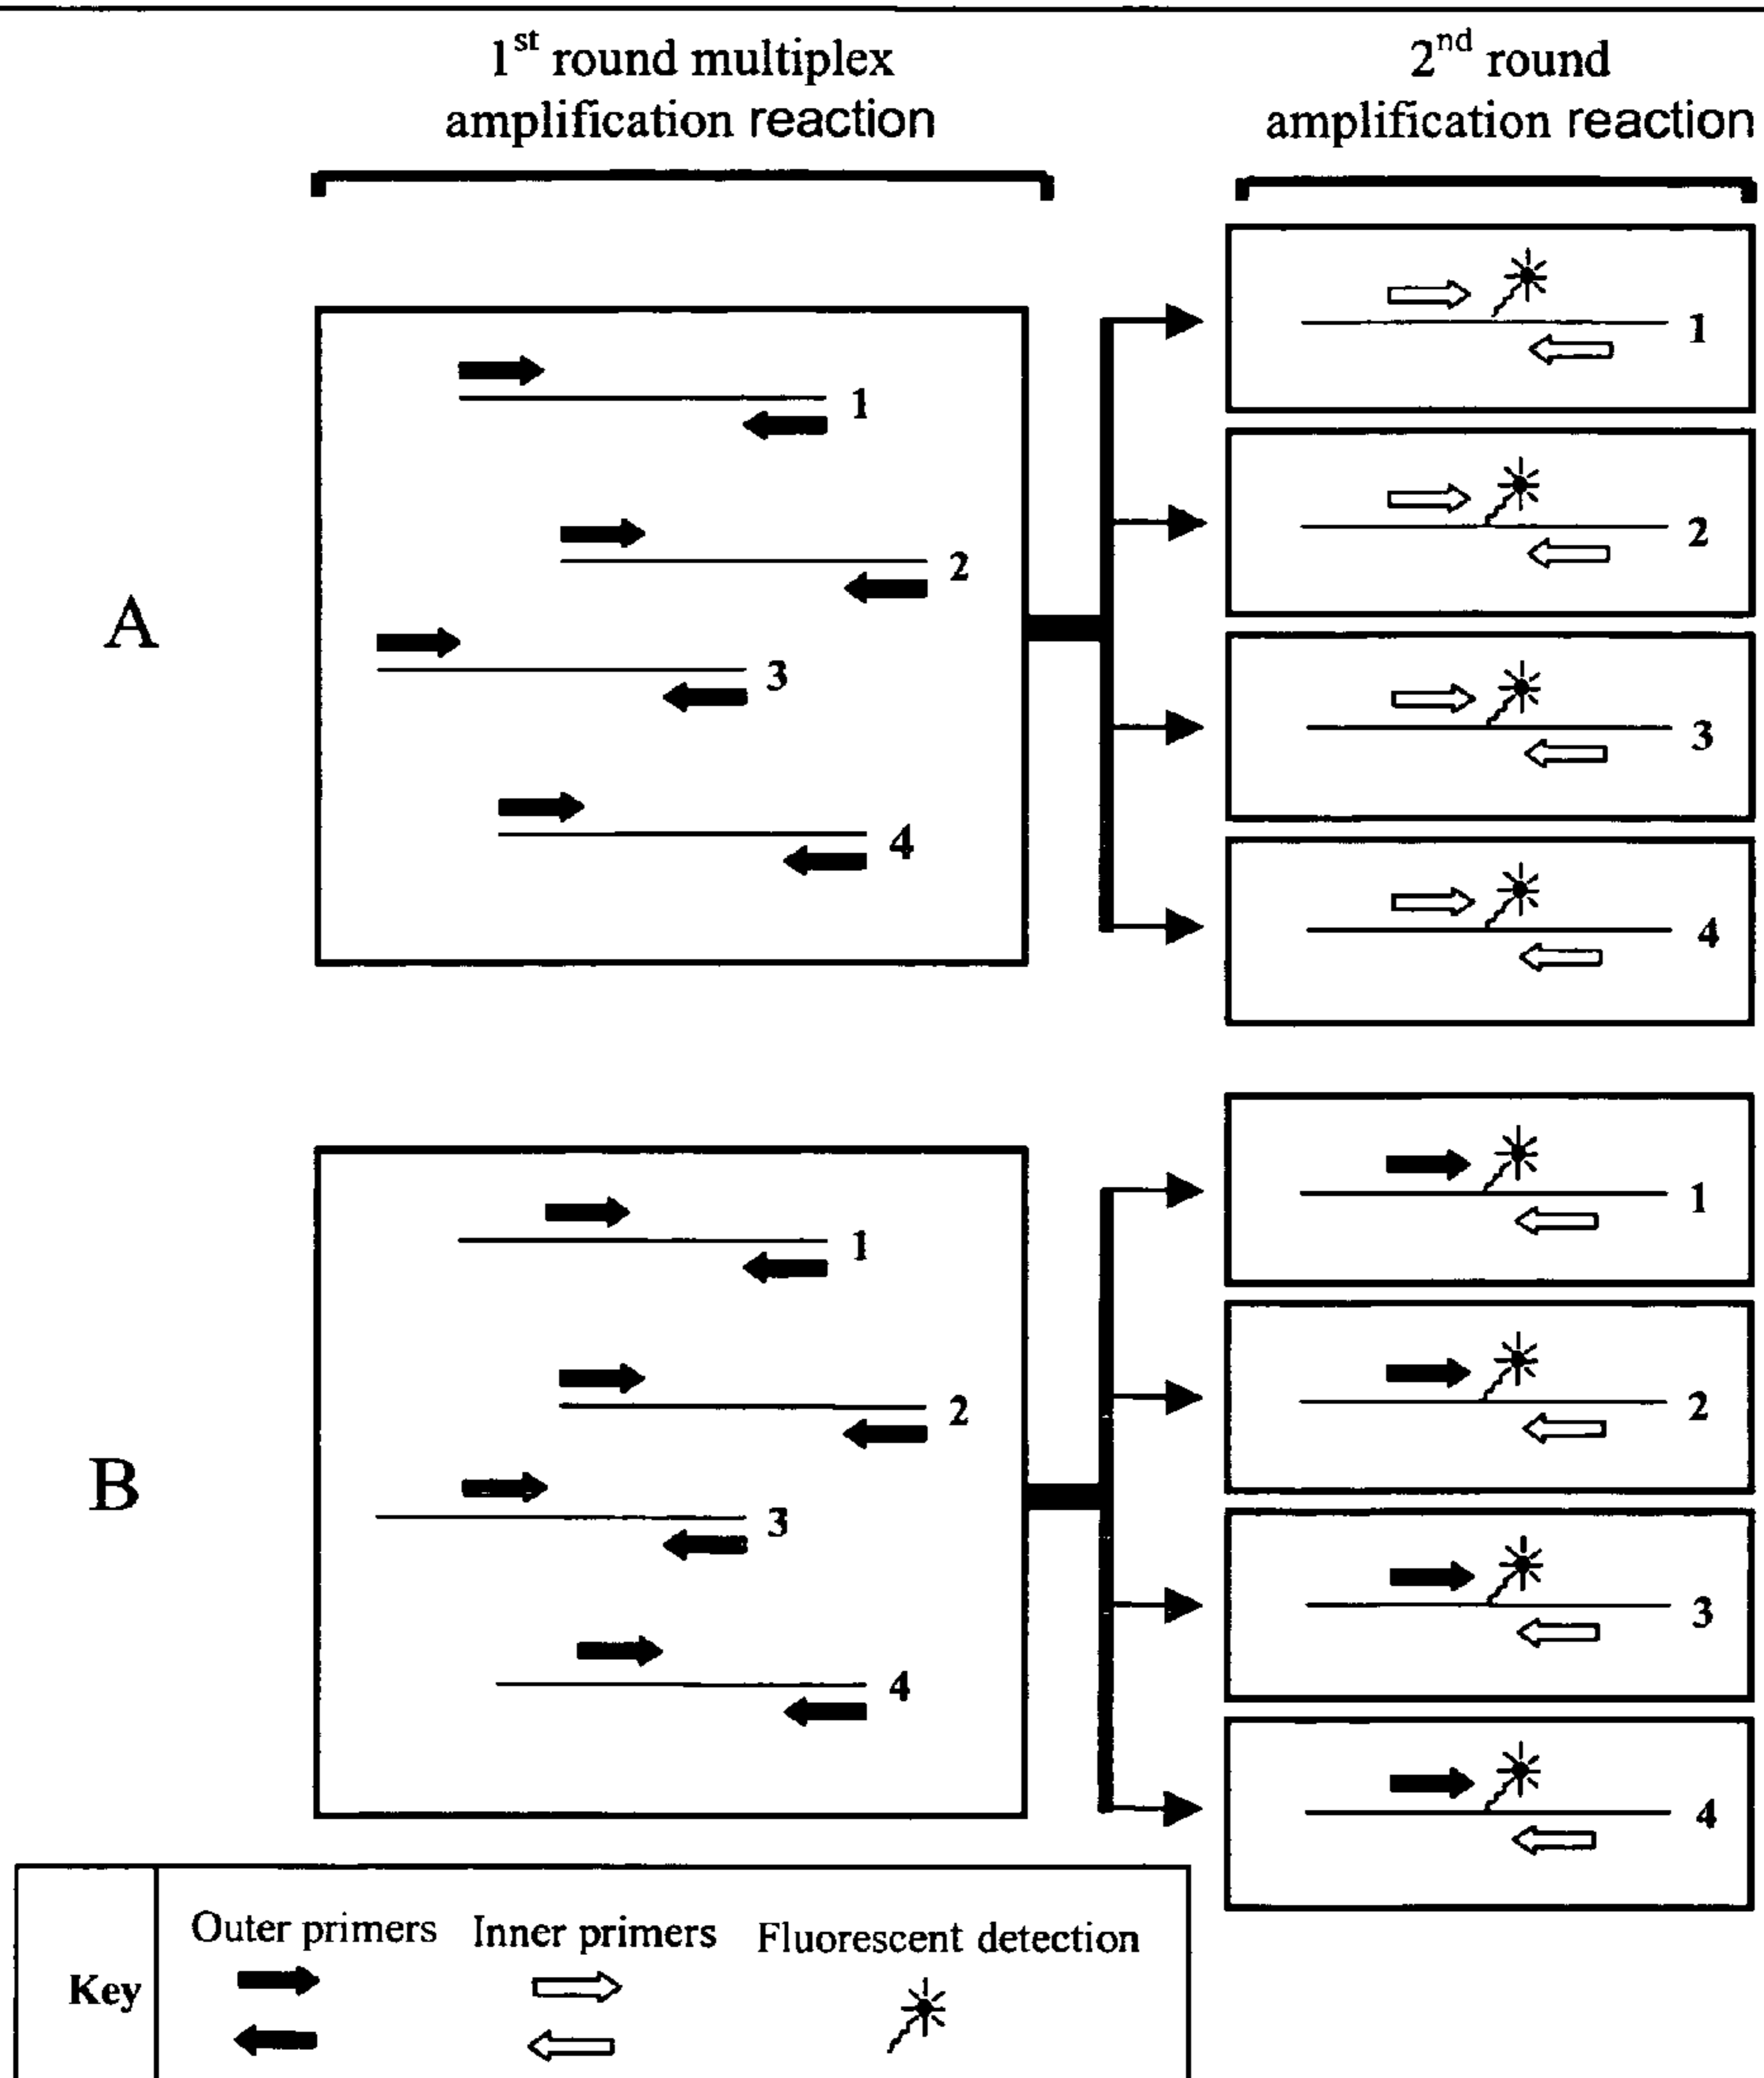 1st round multiplex
amplification reaction
2nd round
amplification reaction
A
1
2
3
4
1
2
3
4
B
1
2
3
4
1
2
3
4
Key
Outer primers
Inner primers
Fluorescent detection